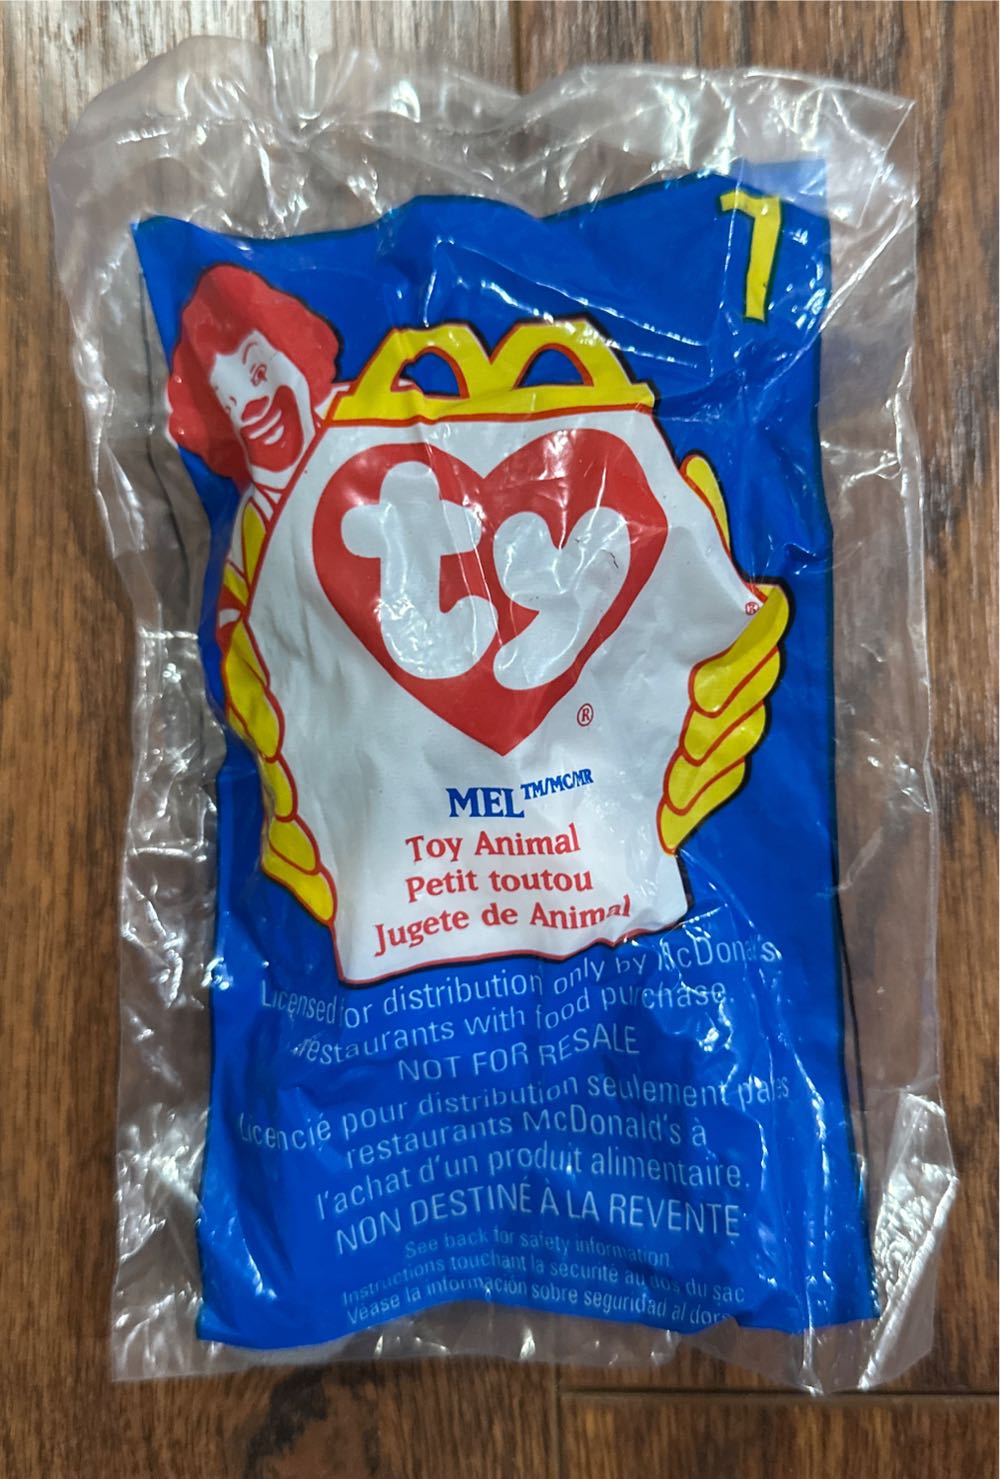 7
ty
®
®
MEL TM/MC/MR
Toy Animal
Petit toutou
Jugete de Animal
Licensed for distribution only by McDonald's
restaurants with food purchase.
NOT FOR RESALE
Licencié pour distribution seulement par les
restaurants McDonald's à
l'achat d'un produit alimentaire.
NON DESTINÉ À LA REVENTE
See back for safety information
Instructions touchant la sécurité au dos du sac
Véase la información sobre seguridad al dors